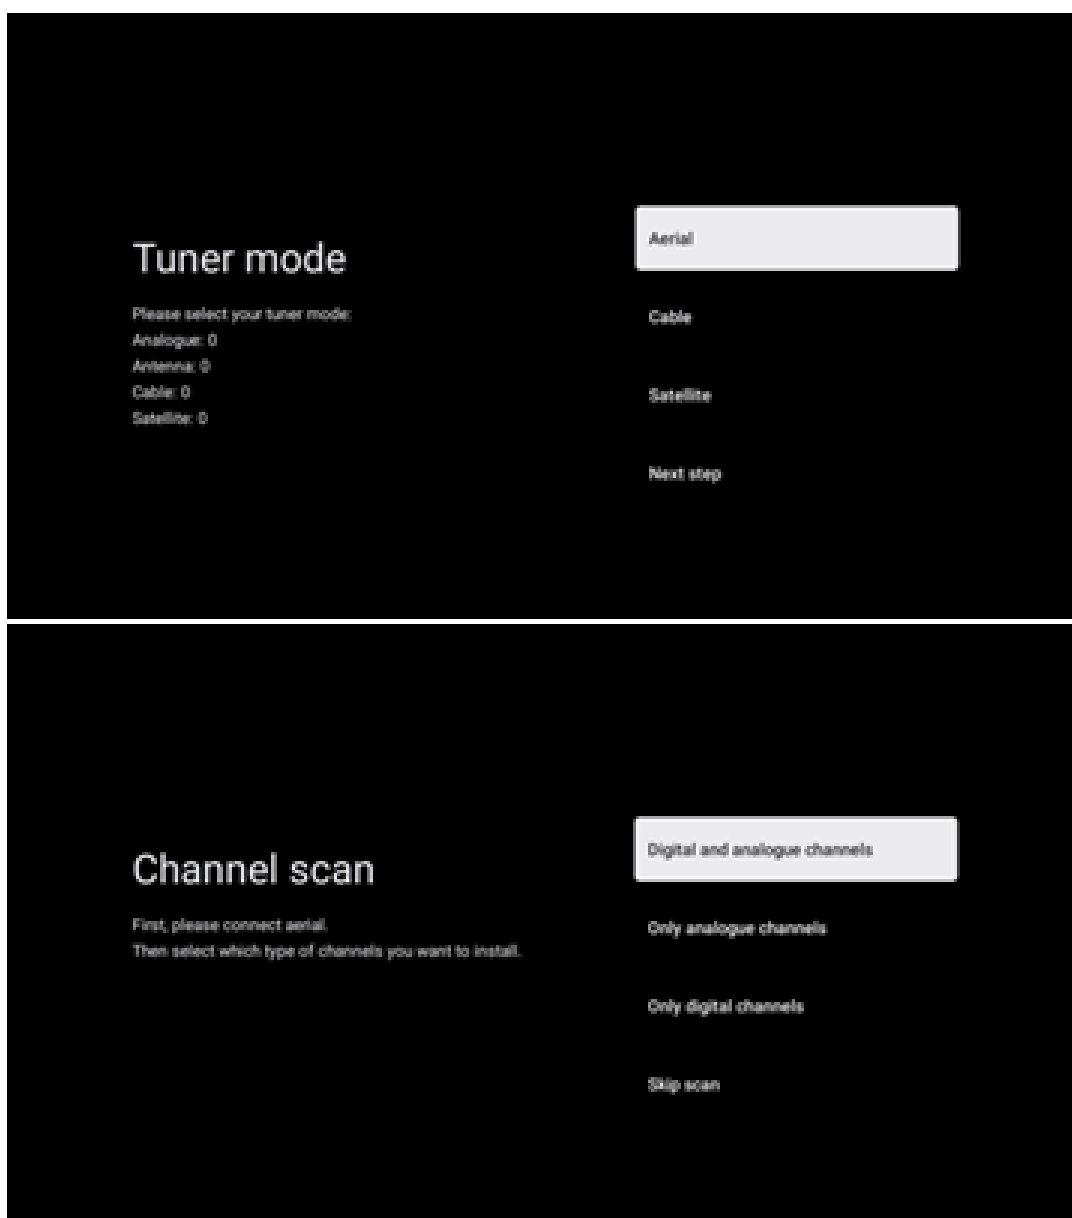 Tuner mode
Please select your tuner mode:
Analogue: 0
Antenna: 0
Cable: 0
Satellite: 0
Aerial
Cable
Satellite
Next step
Channel scan
First, please connect aerial.
Then select which type of channels you want to install.
Digital and analogue channels
Only analogue channels
Only digital channels
Skip scan